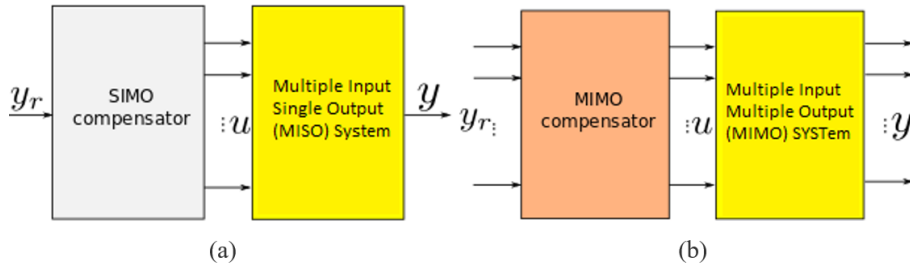 y_r
SIMO
compensator
⋮u
Multiple Input
Single Output
(MISO) System
y
(a)
y_r⋮
MIMO
compensator
⋮u
Multiple Input
Multiple Output
(MIMO) SYSTem
⋮y
(b)